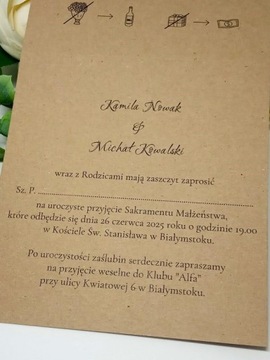 Kamila Nowak
&
Michał Kowalski
wraz z Rodzicami mają zaszczyt zaprosić
Sz. P. ................................................................
na uroczyste przyjęcie Sakramentu Małżeństwa,
które odbędzie się dnia 26 czerwca 2025 roku o godzinie 19.00
w Kościele Św. Stanisława w Białymstoku.
Po uroczystości zaślubin serdecznie zapraszamy
na przyjęcie weselne do Klubu "Alfa"
przy ulicy Kwiatowej 6 w Białymstoku.